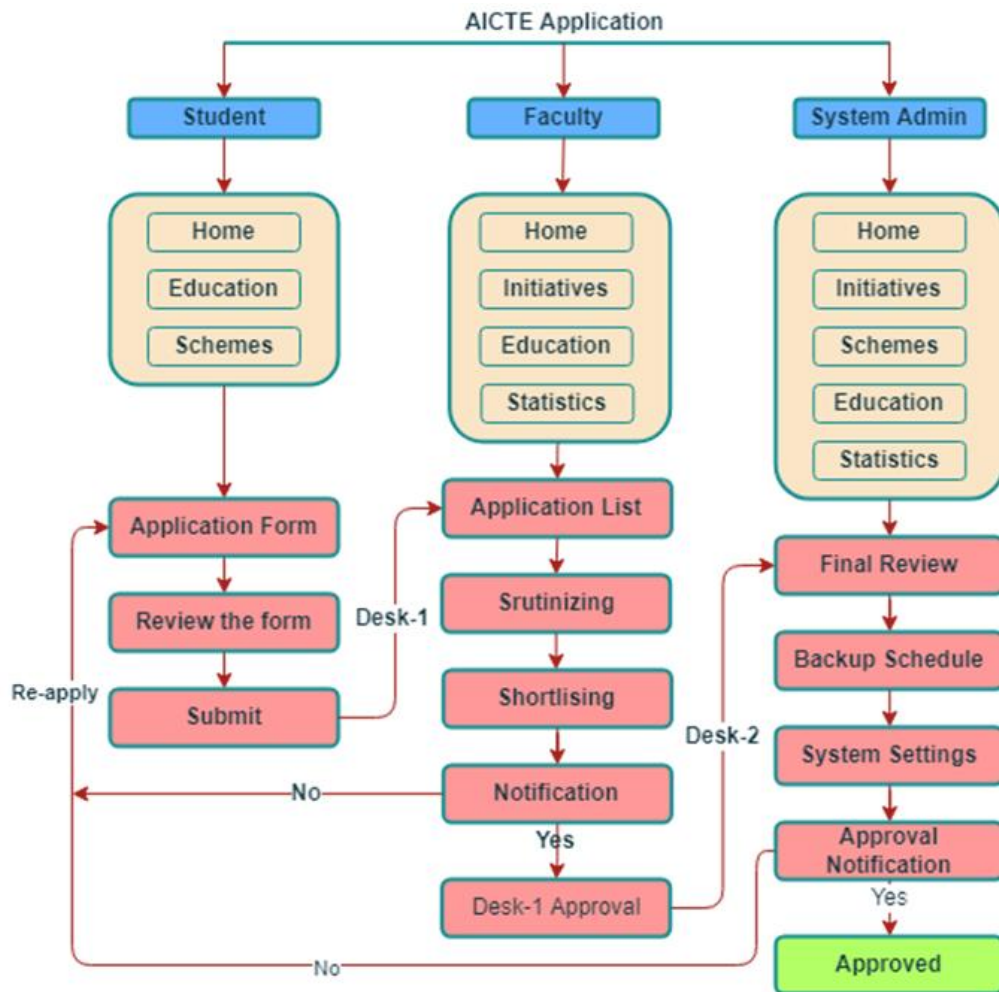 AICTE Application
Student
Faculty
System Admin
Home
Education
Schemes
Home
Initiatives
Education
Statistics
Home
Initiatives
Schemes
Education
Statistics
Application Form
Review the form
Submit
Re-apply
Desk-1
Application List
Srutinizing
Shortlising
Notification
No
Yes
Desk-1 Approval
Desk-2
Final Review
Backup Schedule
System Settings
Approval
Notification
Yes
No
Approved